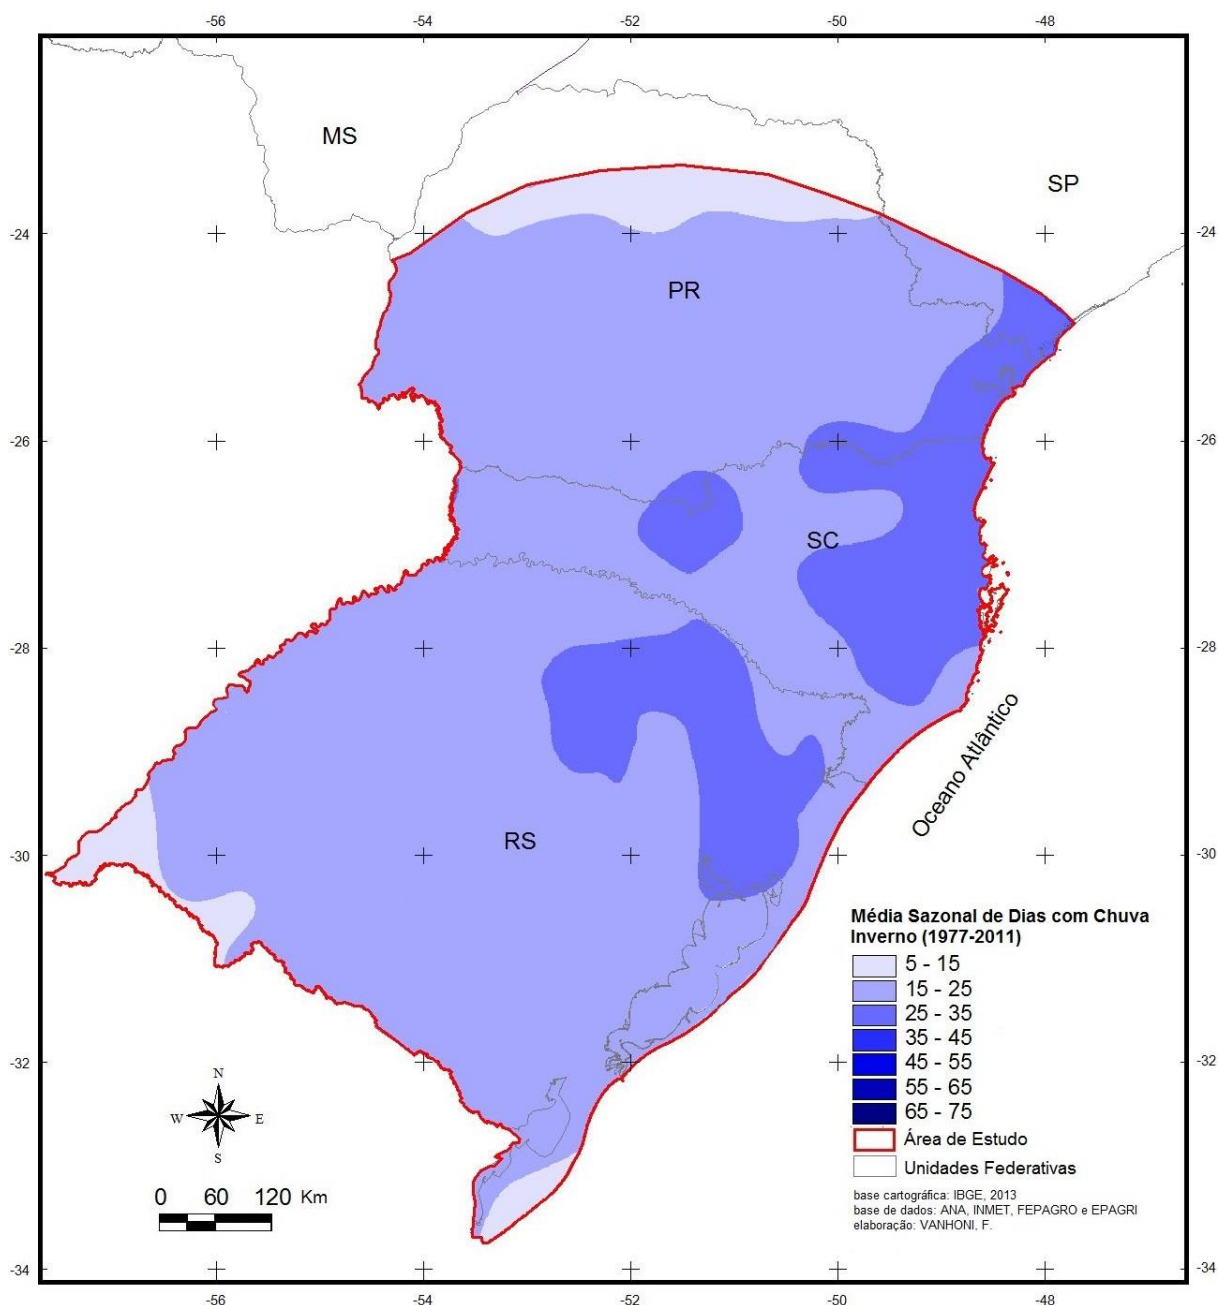 -56 -54 -52 -50 -48
MS
SP
-24 -24
PR
-26 -26
SC
-28 -28
Oceano Atlântico
RS
-30 -30
Média Sazonal de Dias com Chuva
Inverno (1977-2011)
5 - 15
15 - 25
25 - 35
35 - 45
45 - 55
55 - 65
65 - 75
Área de Estudo
Unidades Federativas
base cartográfica: IBGE, 2013
base de dados: ANA, INMET, FEPAGRO e EPAGRI
elaboração: VANHONI, F.
-32 -32
N
W E
S
0 60 120 Km
-34 -34
-56 -54 -52 -50 -48